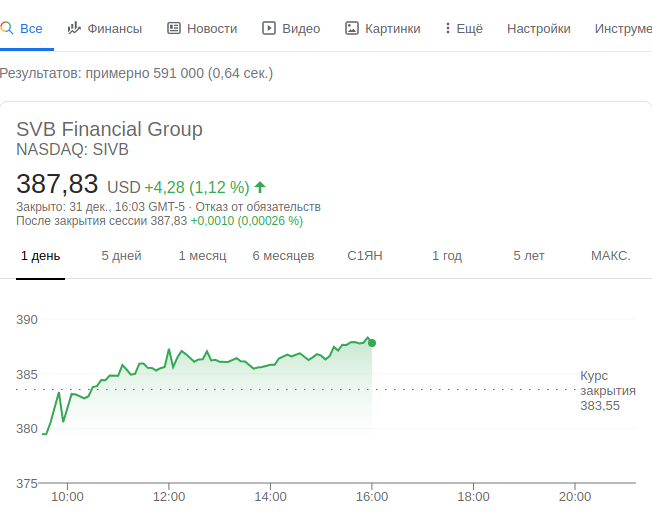 Все Финансы Новости Видео Картинки Ещё Настройки Инструме
Результатов: примерно 591 000 (0,64 сек.)
SVB Financial Group
NASDAQ: SIVB
387,83 USD +4,28 (1,12 %)
Закрыто: 31 дек., 16:03 GMT-5 · Отказ от обязательств
После закрытия сессии 387,83 +0,0010 (0,00026 %)
1 день 5 дней 1 месяц 6 месяцев С1ЯН 1 год 5 лет МАКС.
390
385
Курс
закрытия
383,55
380
375
10:00 12:00 14:00 16:00 18:00 20:00